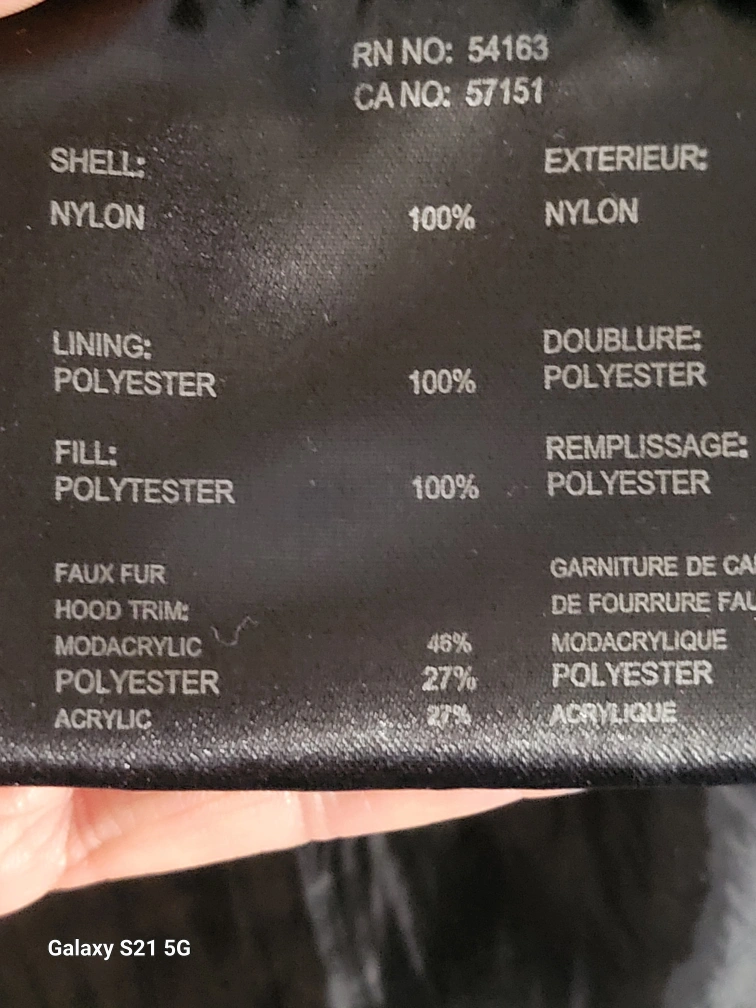 RN NO: 54163
CA NO: 57151
SHELL: EXTERIEUR:
NYLON 100% NYLON
LINING: DOUBLURE:
POLYESTER 100% POLYESTER
FILL: REMPLISSAGE:
POLYTESTER 100% POLYESTER
FAUX FUR GARNITURE DE
HOOD TRIM: DE FOURRURE
MODACRYLIC 46% MODACRYLIQUE
POLYESTER 27% POLYESTER
ACRYLIC 27% ACRYLIQUE
Galaxy S21 5G